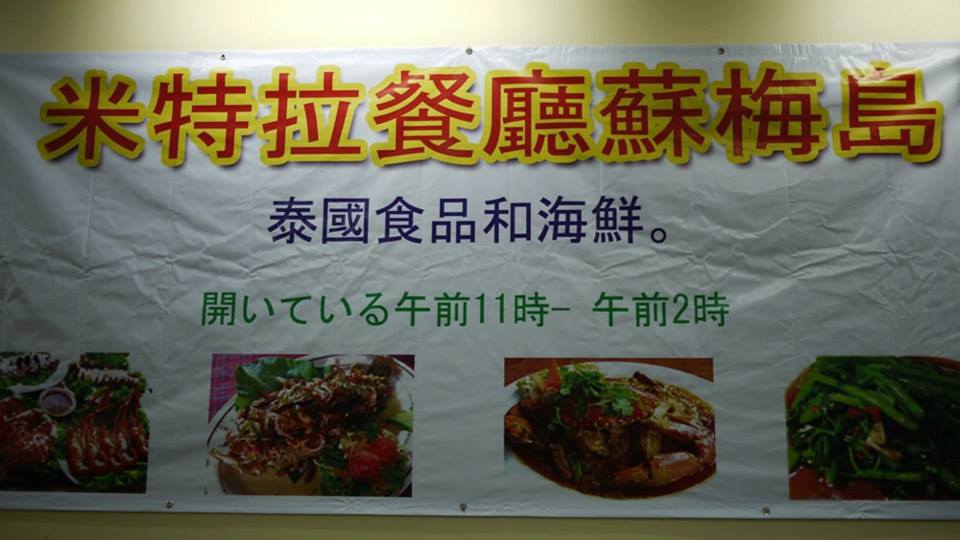 米特拉餐廳蘇梅島
泰國食品和海鮮。
開いている午前11時- 午前2時